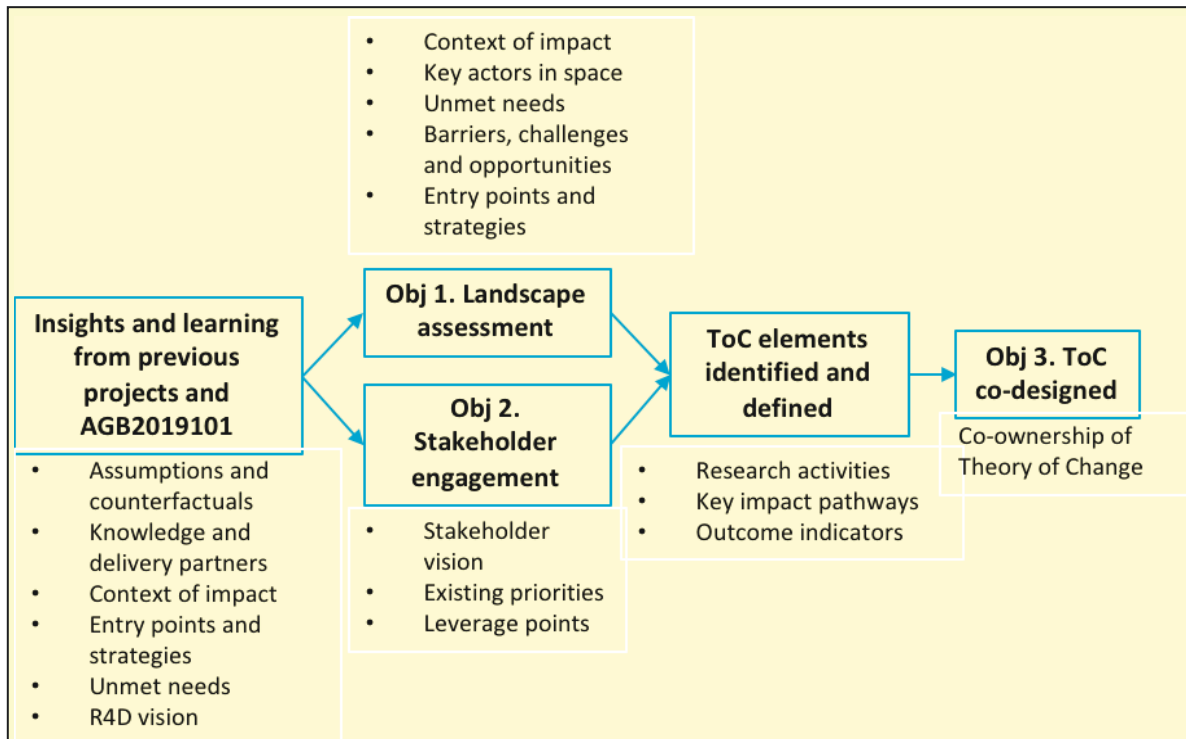 • Context of impact
• Key actors in space
• Unmet needs
• Barriers, challenges
and opportunities
• Entry points and
strategies
Insights and learning
from previous
projects and
AGB2019101
• Assumptions and
counterfactuals
• Knowledge and
delivery partners
• Context of impact
• Entry points and
strategies
• Unmet needs
• R4D vision
Obj 1. Landscape
assessment
Obj 2.
Stakeholder
engagement
• Stakeholder
vision
• Existing priorities
• Leverage points
ToC elements
identified and
defined
• Research activities
• Key impact pathways
• Outcome indicators
Obj 3. ToC
co-designed
Co-ownership of
Theory of Change